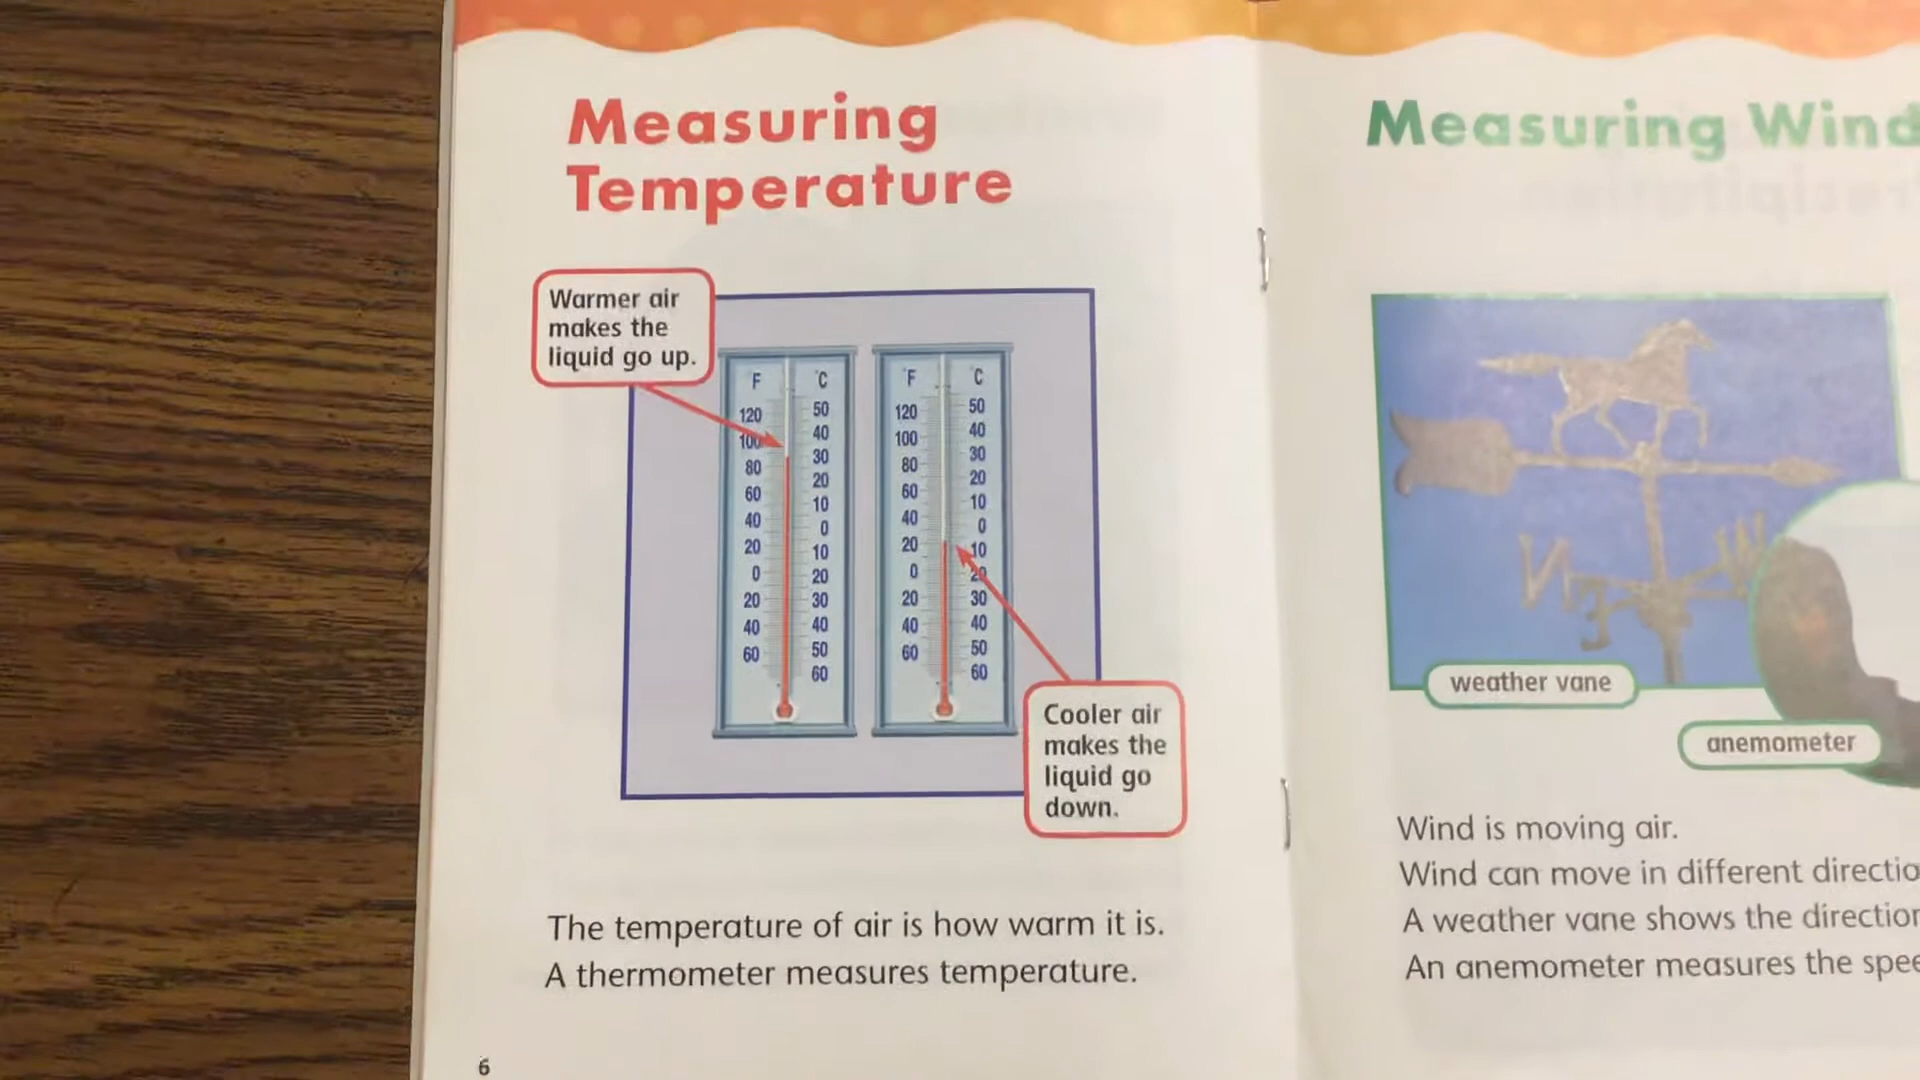 Measuring
Temperature
Warmer air
makes the
liquid go up.
F °C
120 50
100 40
80 30
60 20
40 10
20 0
0 10
20 20
40 30
60 40
50
60
°F °C
120 50
100 40
80 30
60 20
40 10
20 0
0 10
20 20
40 30
60 40
50
60
Cooler air
makes the
liquid go
down.
The temperature of air is how warm it is.
A thermometer measures temperature.
6
Measuring Wind
N
W
E
weather vane
anemometer
Wind is moving air.
Wind can move in different
A weather vane shows the
An anemometer measures the